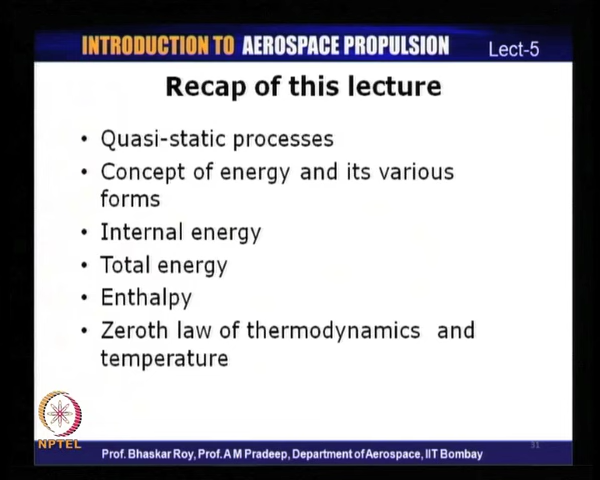 INTRODUCTION TO AEROSPACE PROPULSION Lect-5
Recap of this lecture
• Quasi-static processes
• Concept of energy and its various
forms
• Internal energy
• Total energy
• Enthalpy
• Zeroth law of thermodynamics and
temperature
NPTEL
31
Prof. Bhaskar Roy, Prof. A M Pradeep, Department of Aerospace, IIT Bombay